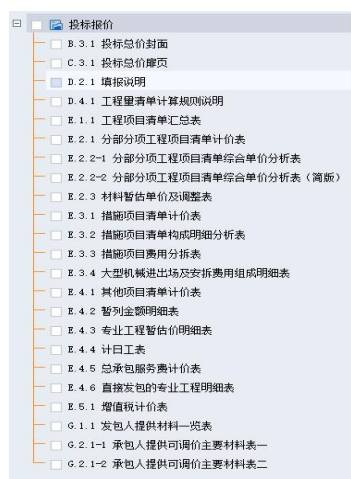 投标报价
B.3.1 投标总价封面
C.3.1 投标总价扉页
D.2.1 填报说明
D.4.1 工程量清单计算规则说明
E.1.1 工程项目清单汇总表
E.2.1 分部分项工程项目清单计价表
E.2.2-1 分部分项工程项目清单综合单价分析表
E.2.2-2 分部分项工程项目清单综合单价分析表（简版）
E.2.3 材料暂估单价及调整表
E.3.1 措施项目清单计价表
E.3.2 措施项目清单构成明细分析表
E.3.3 措施项目费用分拆表
E.3.4 大型机械进出场及安拆费用组成明细表
E.4.1 其他项目清单计价表
E.4.2 暂列金额明细表
E.4.3 专业工程暂估价明细表
E.4.4 计日工表
E.4.5 总承包服务费计价表
E.4.6 直接发包的专业工程明细表
E.5.1 增值税计价表
G.1.1 发包人提供材料一览表
G.2.1-1 承包人提供可调价主要材料表一
G.2.1-2 承包人提供可调价主要材料表二